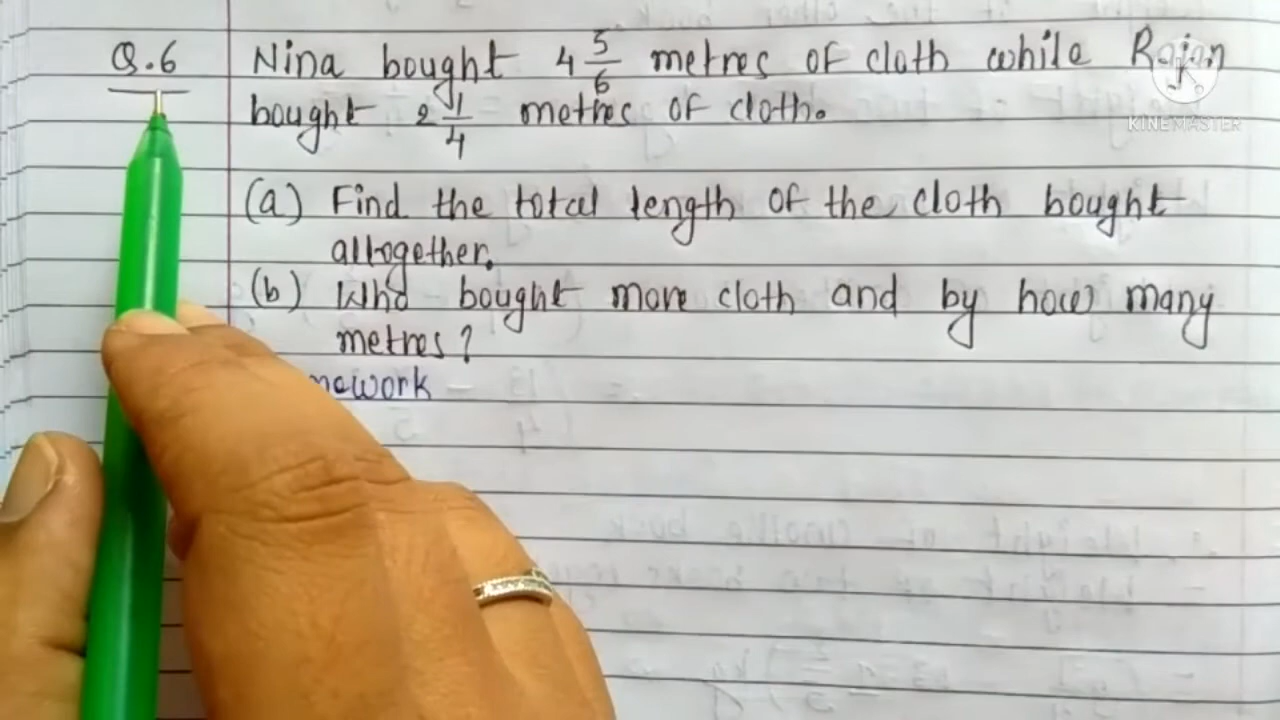 Q.6 Nina bought 4 5/6 metres of cloth while Rajan
bought 2 1/4 metres of cloth.
(a) Find the total length of the cloth bought
altogether.
(b) Who bought more cloth and by how many
metres?
KINEMASTER